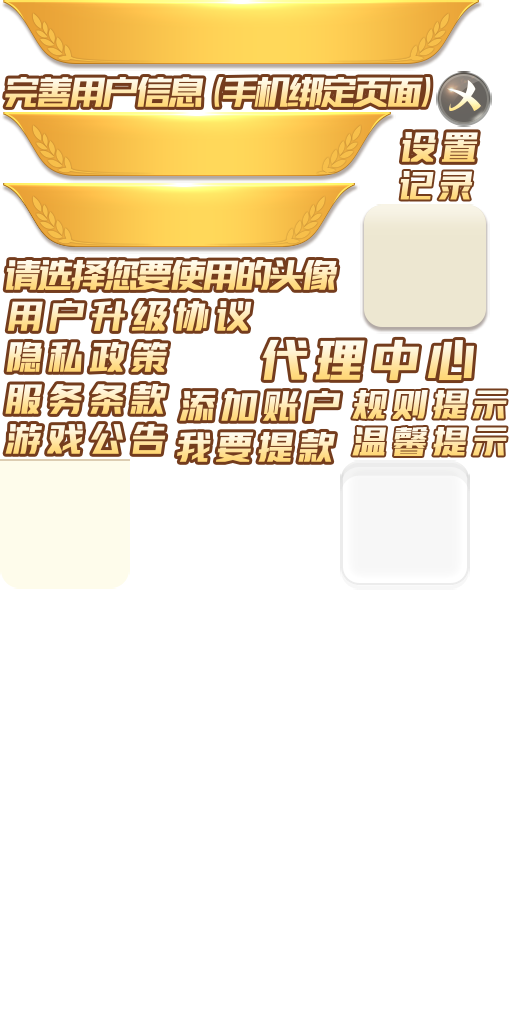 完善用户信息(手机绑定页面)
设置
记录
请选择您要使用的头像
用户升级协议
隐私政策
代理中心
服务条款
添加账户
规则提示
游戏公告
我要提款
温馨提示